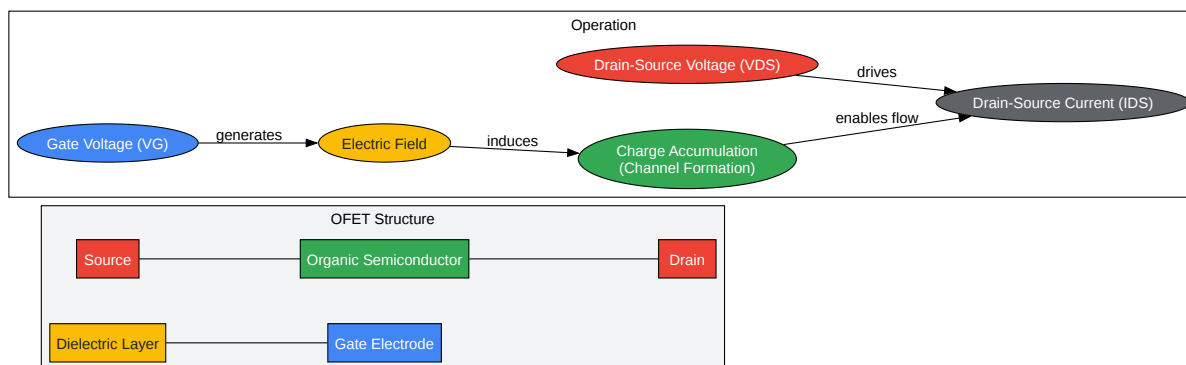 Operation
Drain-Source Voltage (VDS)
drives
Drain-Source Current (IDS)
Gate Voltage (VG)
generates
Electric Field
induces
Charge Accumulation
(Channel Formation)
enables flow
OFET Structure
Source
Organic Semiconductor
Drain
Dielectric Layer
Gate Electrode